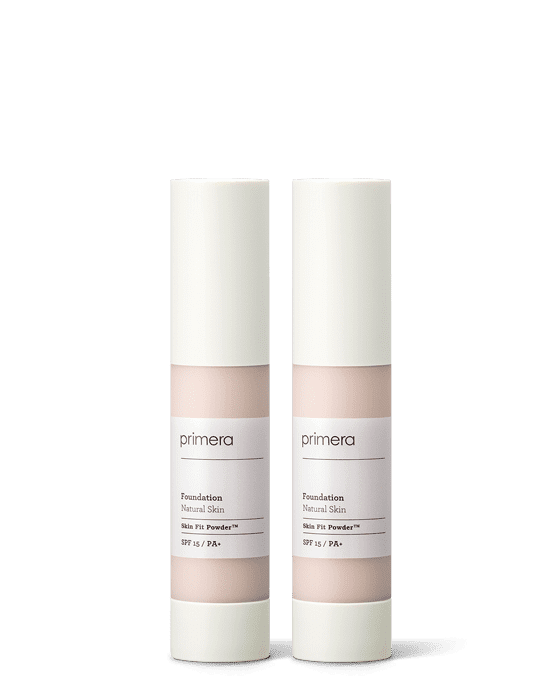 primera
Foundation
Natural Skin
Skin Fit Powder™
SPF 15 / PA+
primera
Foundation
Natural Skin
Skin Fit Powder™
SPF 15 / PA+